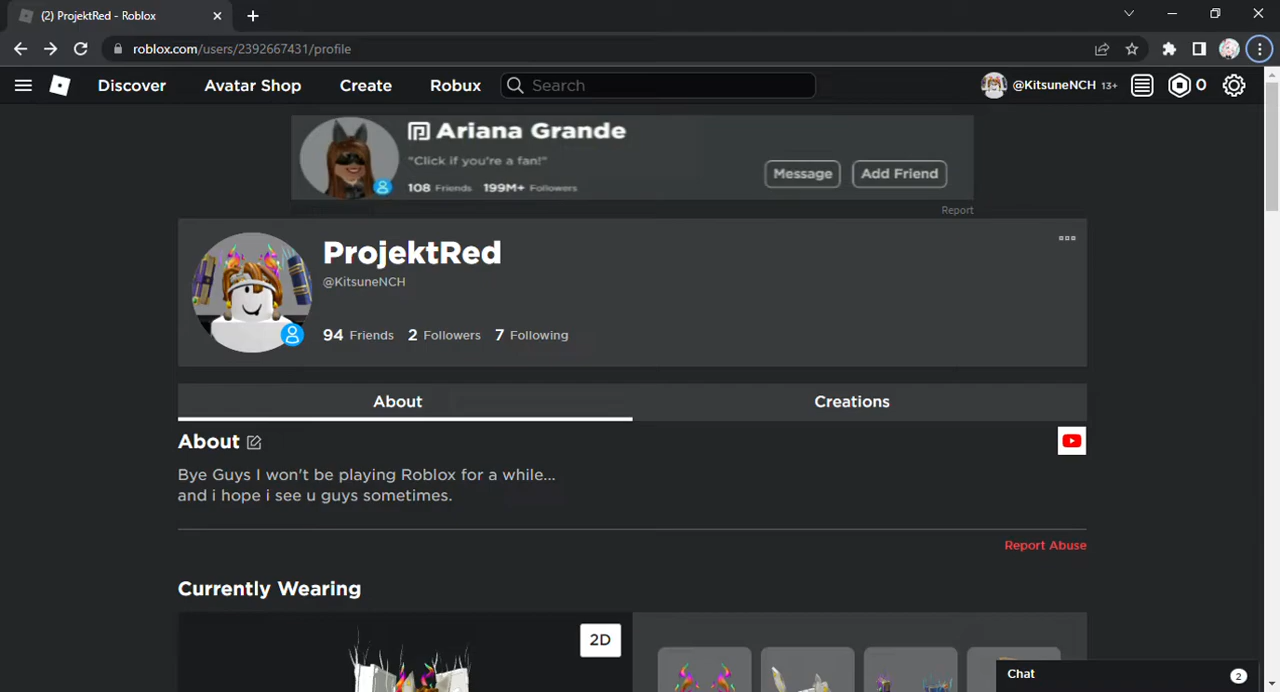 (2) ProjektRed - Roblox
roblox.com/users/2392667431/profile
Discover Avatar Shop Create Robux Search @KitsuneNCH 13+ 0
Ariana Grande
"Click if you're a fan!"
108 Friends 199M+ Followers
Message Add Friend
Report
ProjektRed
@KitsuneNCH
94 Friends 2 Followers 7 Following
About Creations
About
Bye Guys I won't be playing Roblox for a while...
and i hope i see u guys sometimes.
Report Abuse
Currently Wearing
2D
Chat 2